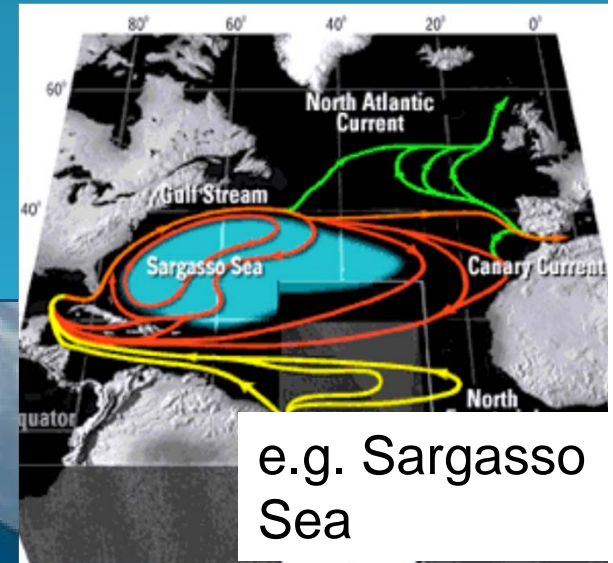 80° 60° 40° 20° 0°
60°
North Atlantic
Current
Gulf Stream
40°
Sargasso Sea
Canary Current
North
quator
e.g. Sargasso
Sea